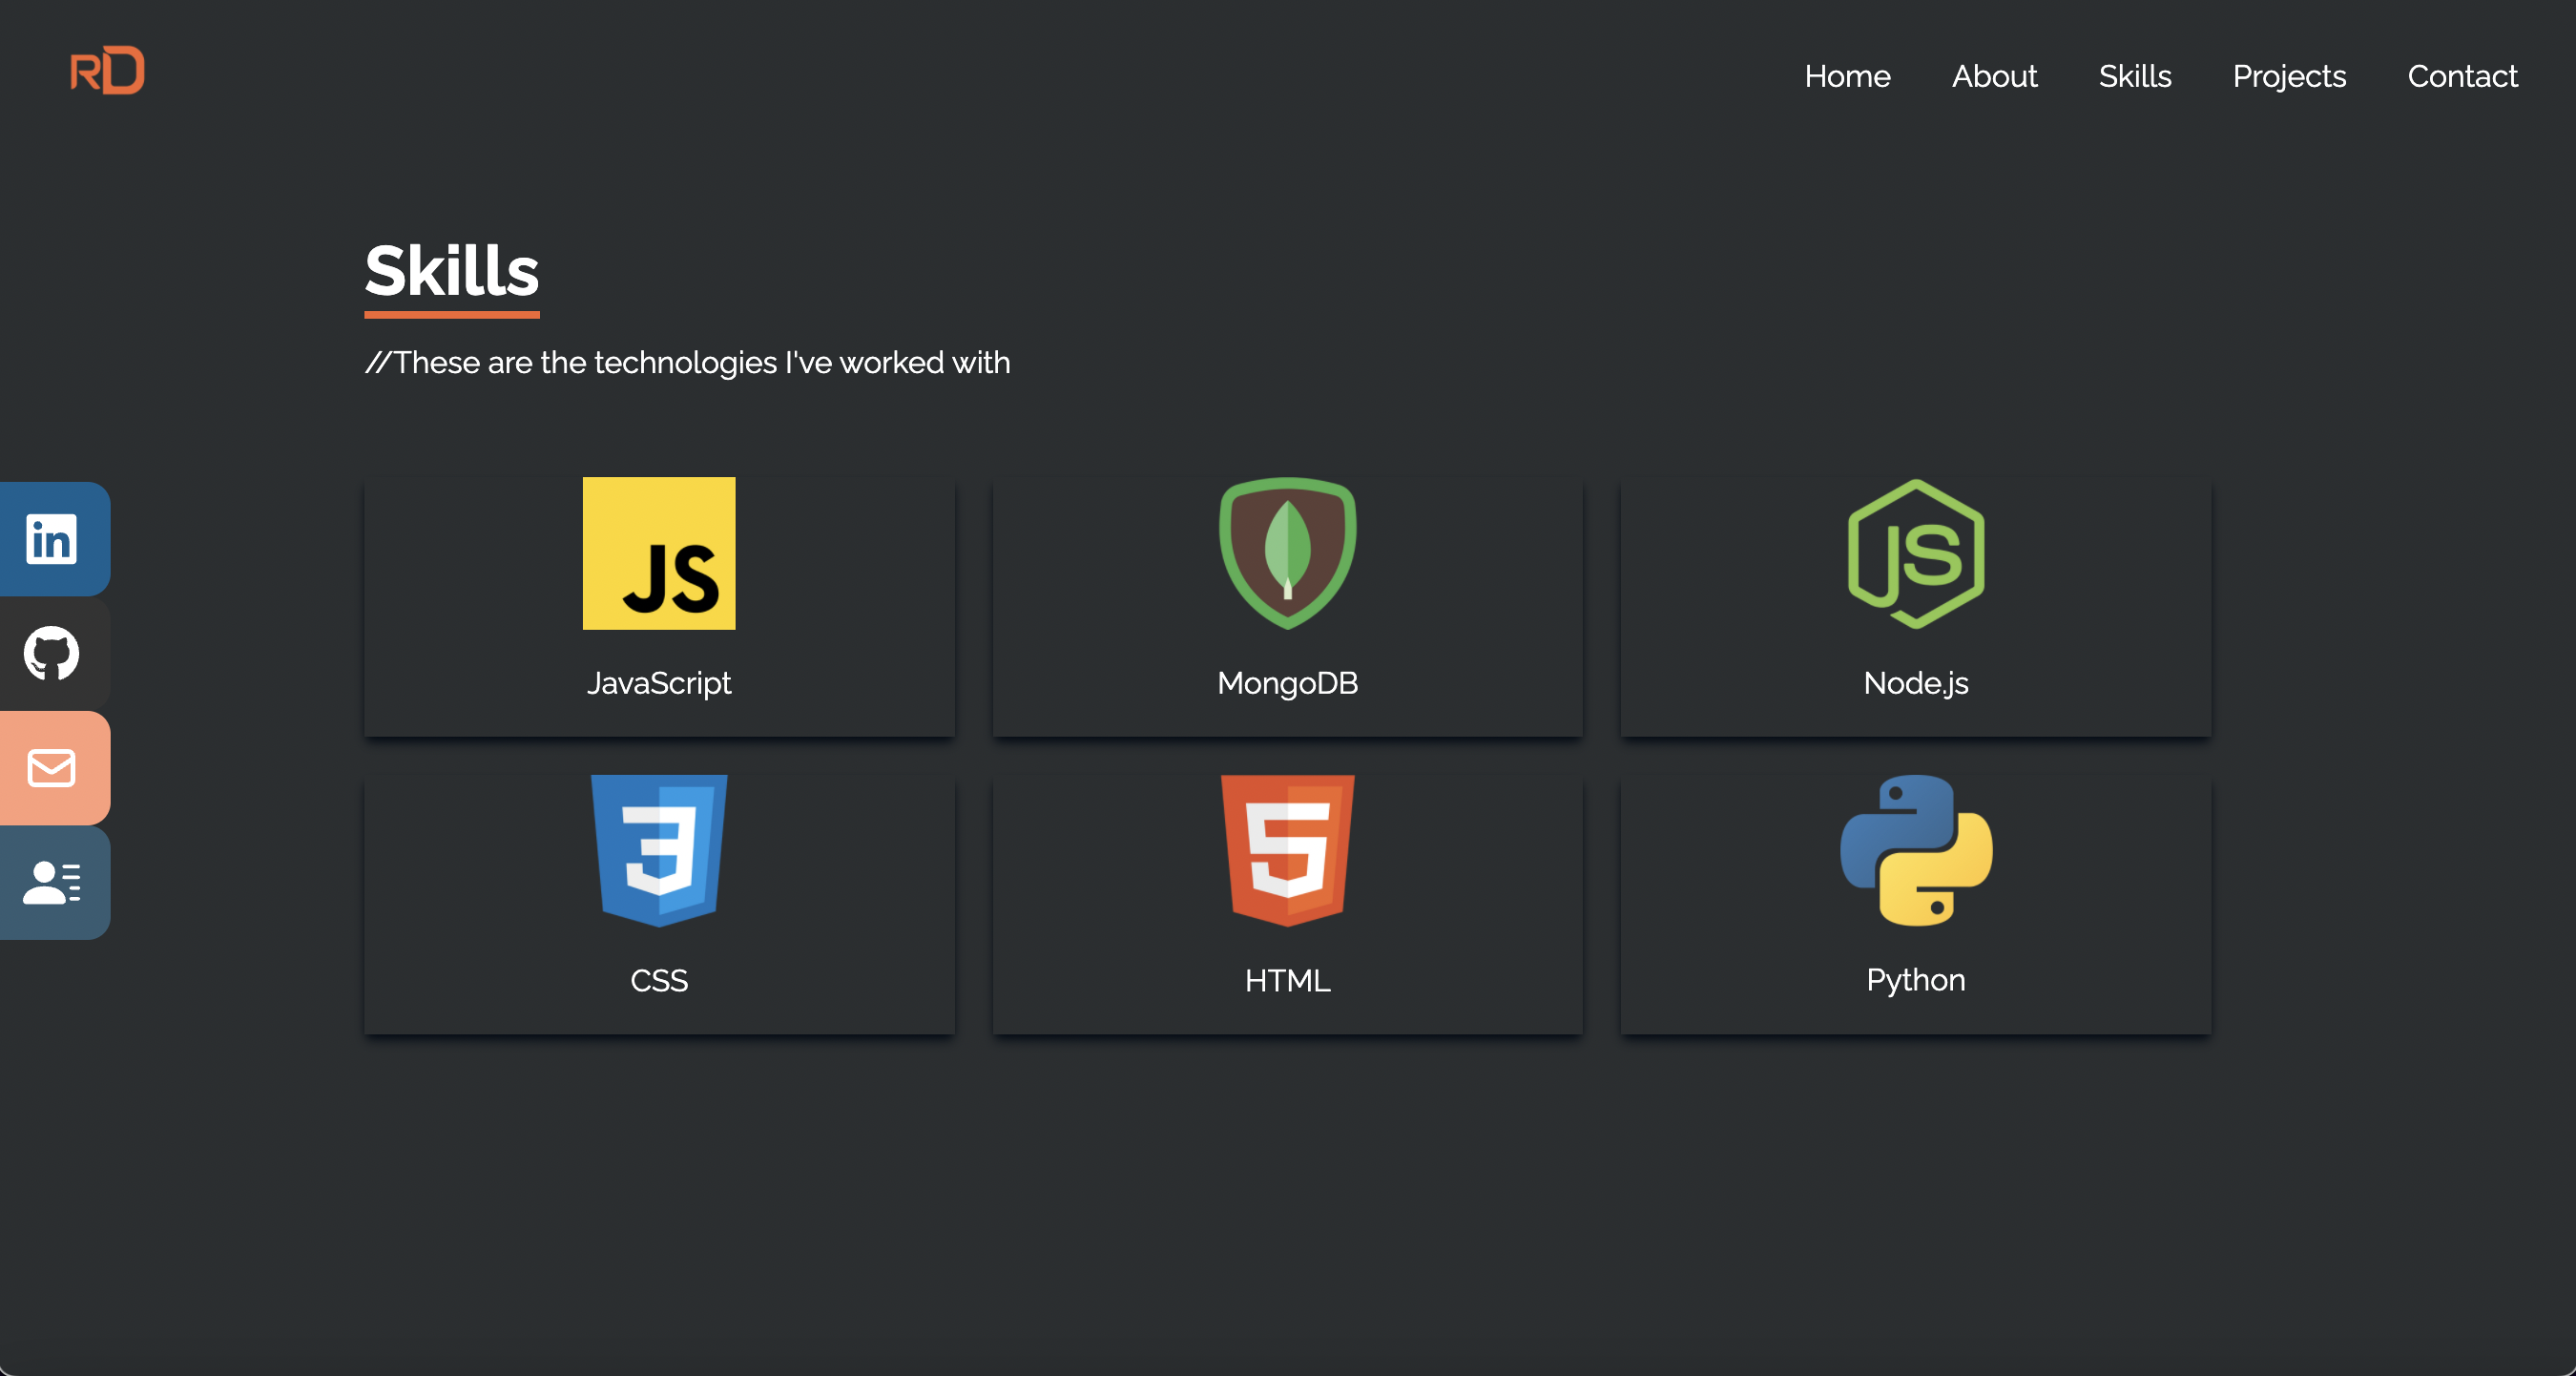 RD
Home About Skills Projects Contact
Skills
//These are the technologies I've worked with
in
JS
JS
JavaScript MongoDB Node.js
3
5
CSS HTML Python